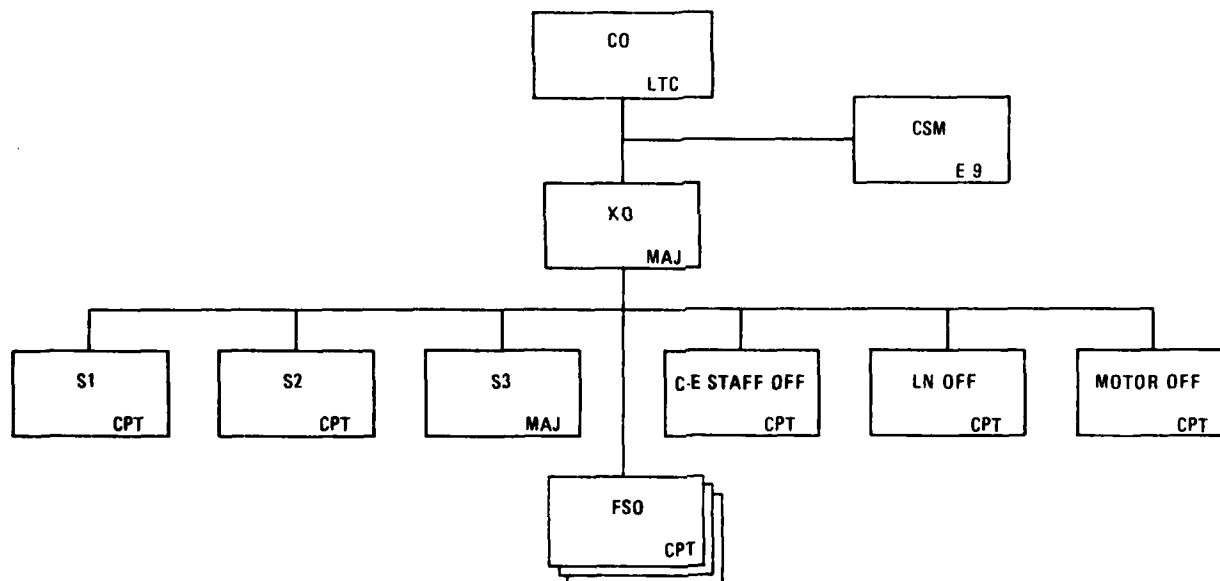 CO
LTC
CSM
E 9
XO
MAJ
S1
CPT
S2
CPT
S3
MAJ
C-E STAFF OFF
CPT
LN OFF
CPT
MOTOR OFF
CPT
FSO
CPT